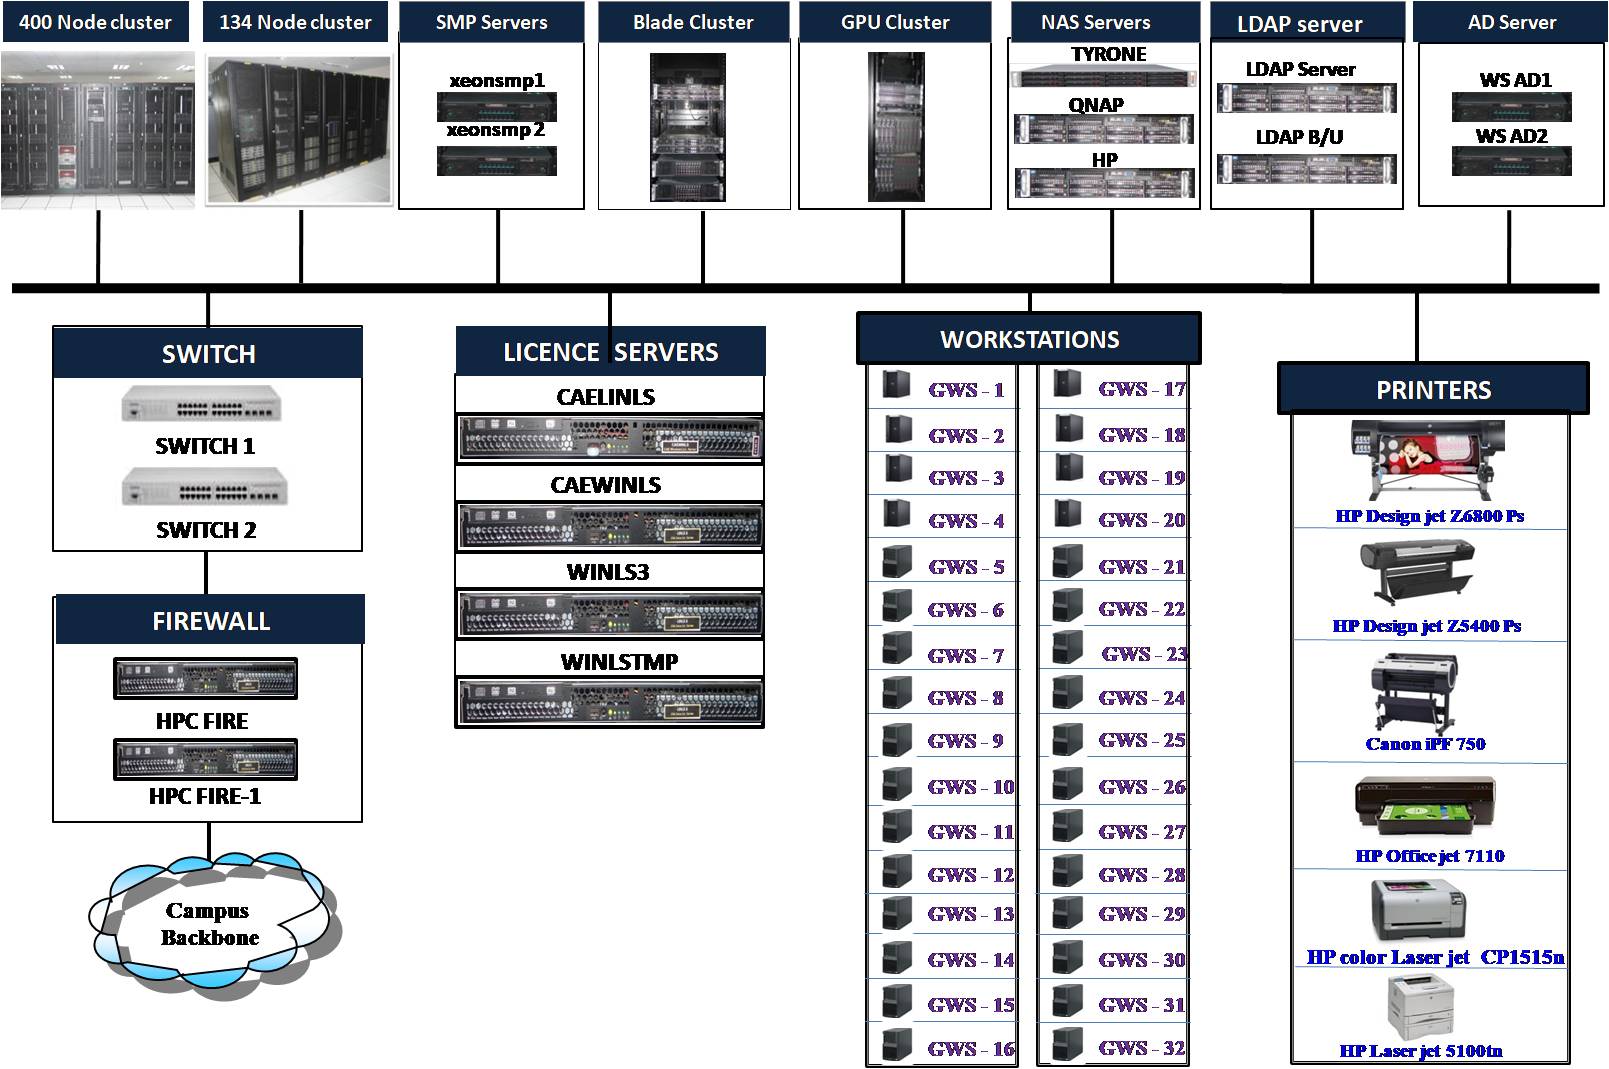 400 Node cluster
134 Node cluster
SMP Servers
Blade Cluster
GPU Cluster
NAS Servers
LDAP server
AD Server
xeonsmp1
xeonsmp 2
TYRONE
QNAP
HP
LDAP Server
LDAP B/U
WS AD1
WS AD2
SWITCH
SWITCH 1
SWITCH 2
FIREWALL
HPC FIRE
HPC FIRE-1
Campus
Backbone
LICENCE SERVERS
CAELINLS
CAEWINLS
WINLS3
WINLSTMP
WORKSTATIONS
GWS - 1
GWS - 2
GWS - 3
GWS - 4
GWS - 5
GWS - 6
GWS - 7
GWS - 8
GWS - 9
GWS - 10
GWS - 11
GWS - 12
GWS - 13
GWS - 14
GWS - 15
GWS - 16
GWS - 17
GWS - 18
GWS - 19
GWS - 20
GWS - 21
GWS - 22
GWS - 23
GWS - 24
GWS - 25
GWS - 26
GWS - 27
GWS - 28
GWS - 29
GWS - 30
GWS - 31
GWS - 32
PRINTERS
HP Design jet Z6800 Ps
HP Design jet Z5400 Ps
Canon iPF 750
HP Office jet 7110
HP color Laser jet CP1515n
HP Laser jet 5100tn